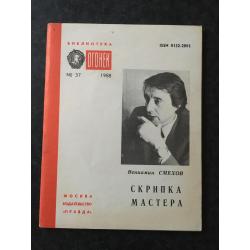 БИБЛИОТЕКА
ОГОНЕК
№ 37 1988
ISSN 0132-2095
Вениамин СМЕХОВ
СКРИПКА
МАСТЕРА
МОСКВА
ИЗДАТЕЛЬСТВО
«ПРАВДА»